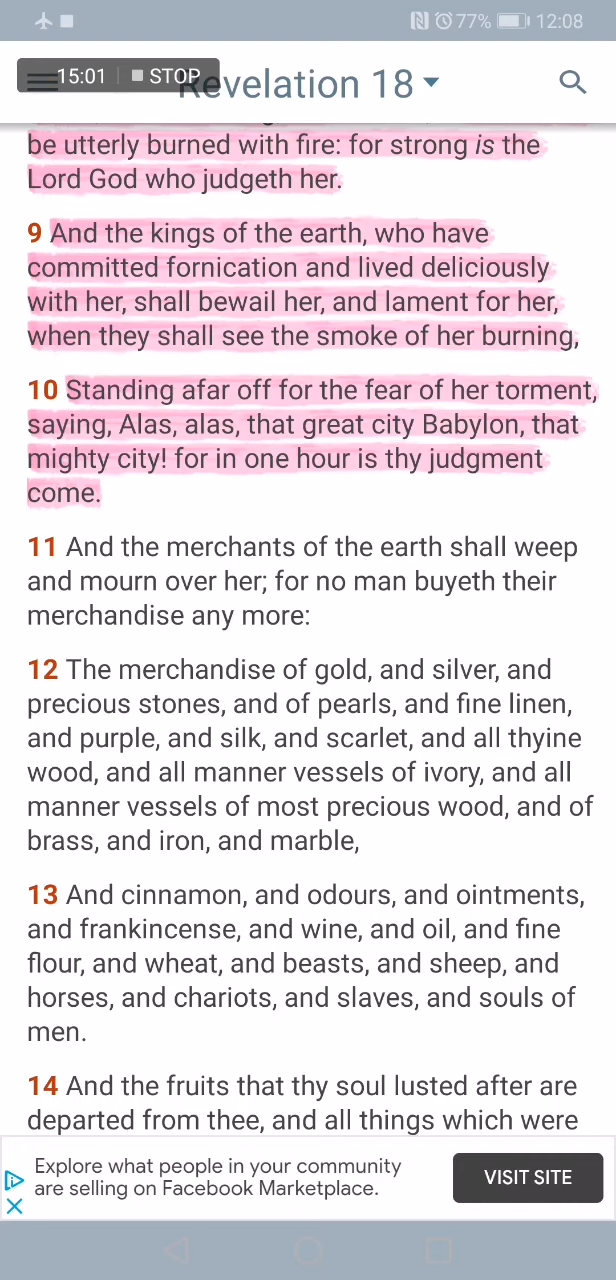 77% 12:08
15:01 STOP
Revelation 18
be utterly burned with fire: for strong is the
Lord God who judgeth her.
9 And the kings of the earth, who have
committed fornication and lived deliciously
with her, shall bewail her, and lament for her,
when they shall see the smoke of her burning,
10 Standing afar off for the fear of her torment,
saying, Alas, alas, that great city Babylon, that
mighty city! for in one hour is thy judgment
come.
11 And the merchants of the earth shall weep
and mourn over her; for no man buyeth their
merchandise any more:
12 The merchandise of gold, and silver, and
precious stones, and of pearls, and fine linen,
and purple, and silk, and scarlet, and all thyine
wood, and all manner vessels of ivory, and all
manner vessels of most precious wood, and of
brass, and iron, and marble,
13 And cinnamon, and odours, and ointments,
and frankincense, and wine, and oil, and fine
flour, and wheat, and beasts, and sheep, and
horses, and chariots, and slaves, and souls of
men.
14 And the fruits that thy soul lusted after are
departed from thee, and all things which were
Explore what people in your community
are selling on Facebook Marketplace.
VISIT SITE